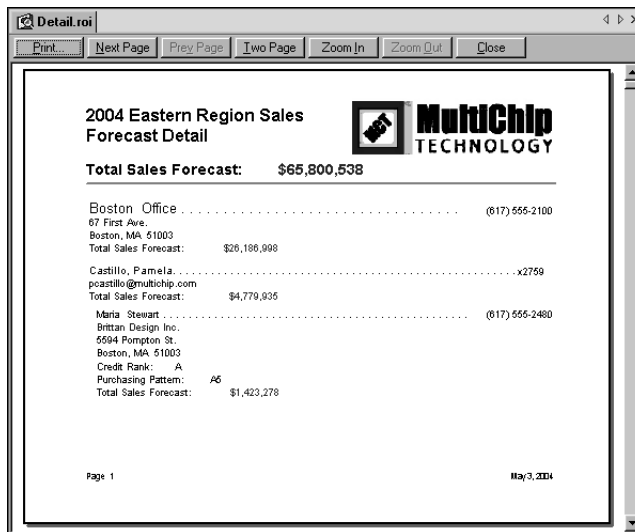 Detail.roi
Print... Next Page Prev Page Two Page Zoom In Zoom Out Close
2004 Eastern Region Sales
Forecast Detail
MultiChip
TECHNOLOGY
Total Sales Forecast: $65,800,538
Boston Office . . . . . . . . . . . . . . . . . . . . . . . . . . . . . . . . . . . (617) 555-2100
67 First Ave.
Boston, MA 51003
Total Sales Forecast: $26,186,998
Castillo, Pamela. . . . . . . . . . . . . . . . . . . . . . . . . . . . . . . . . . . . . . . . . . . . . . . . . . . . . . . x2759
pcastillo@multichip.com
Total Sales Forecast: $4,779,935
Maria Stewart . . . . . . . . . . . . . . . . . . . . . . . . . . . . . . . . . . . . . . . . . . . . . . . . . . (617) 555-2480
Brittan Design Inc.
5594 Pompton St.
Boston, MA 51003
Credit Rank: A
Purchasing Pattern: A5
Total Sales Forecast: $1,423,278
Page 1 May 3, 2004